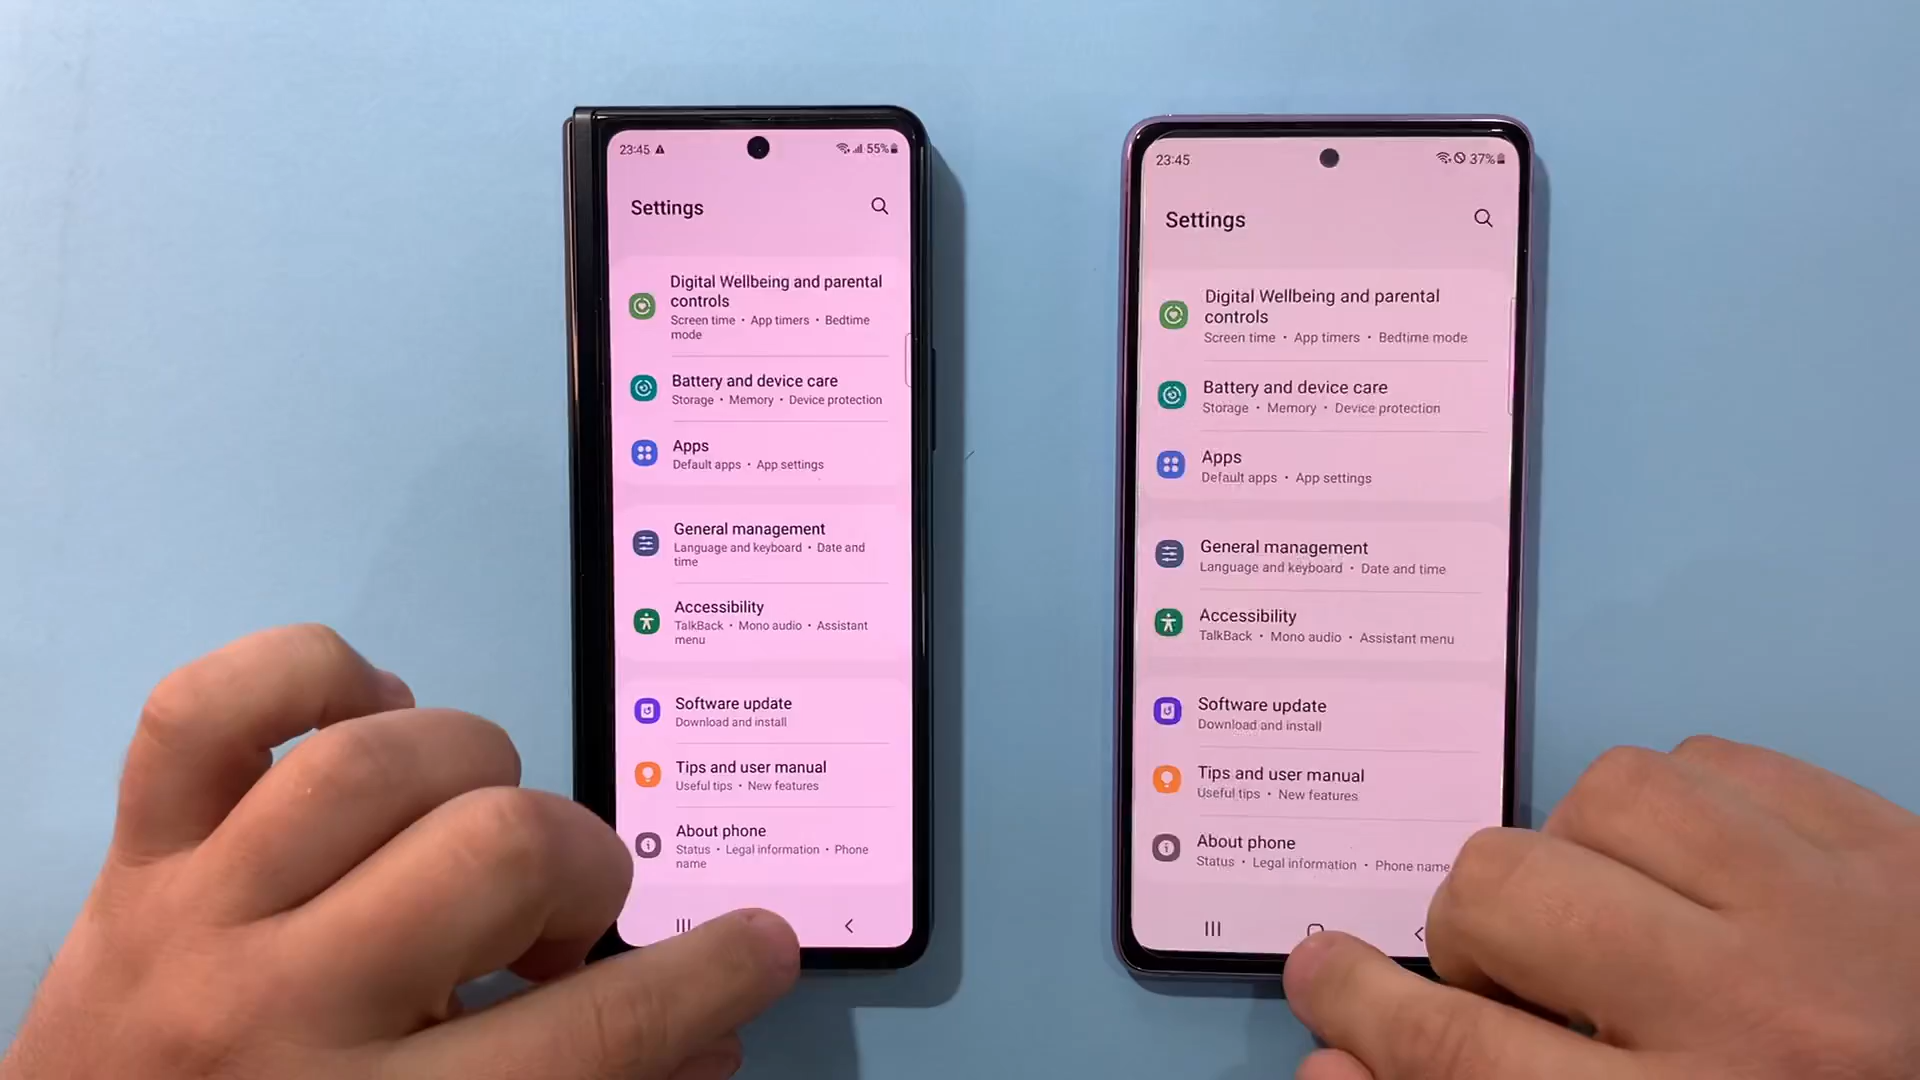 23:45
55%
Settings
Digital Wellbeing and parental
controls
Screen time • App timers • Bedtime
mode
Battery and device care
Storage • Memory • Device protection
Apps
Default apps • App settings
General management
Language and keyboard • Date and
time
Accessibility
TalkBack • Mono audio • Assistant
menu
Software update
Download and install
Tips and user manual
Useful tips • New features
About phone
Status • Legal information • Phone
name
23:45
37%
Settings
Digital Wellbeing and parental
controls
Screen time • App timers • Bedtime mode
Battery and device care
Storage • Memory • Device protection
Apps
Default apps • App settings
General management
Language and keyboard • Date and time
Accessibility
TalkBack • Mono audio • Assistant menu
Software update
Download and install
Tips and user manual
Useful tips • New features
About phone
Status • Legal information • Phone name